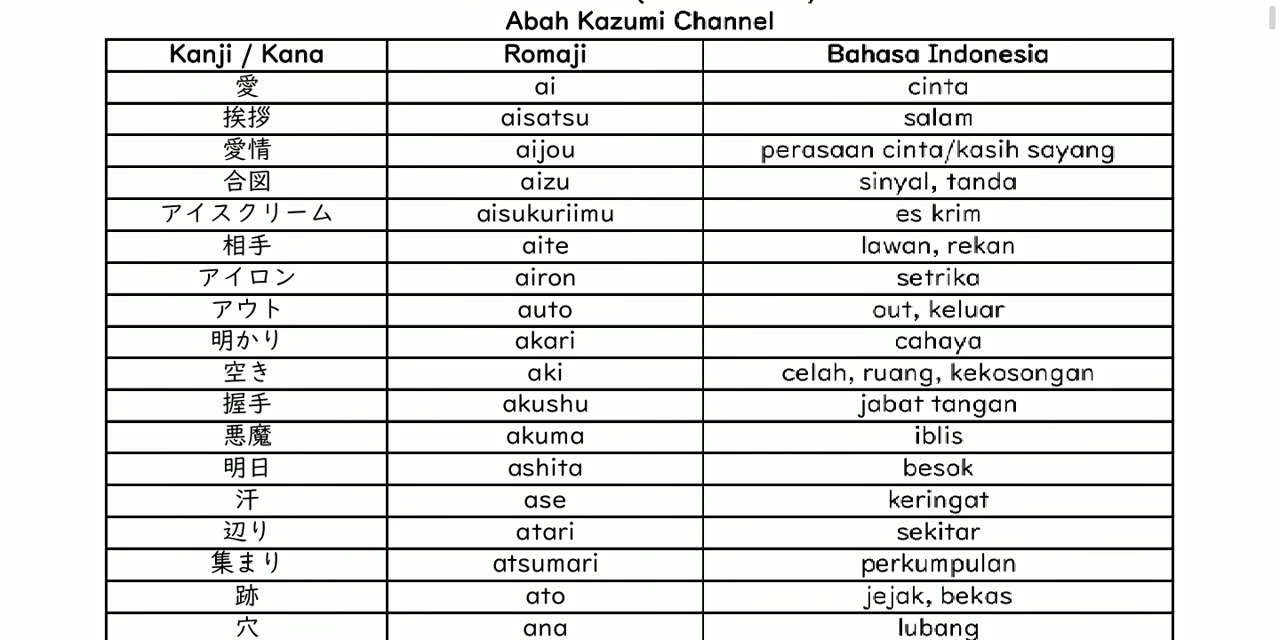 Abah Kazumi Channel
Kanji / Kana Romaji Bahasa Indonesia
愛 ai cinta
挨拶 aisatsu salam
愛情 aijou perasaan cinta/kasih sayang
合図 aizu sinyal, tanda
アイスクリーム aisukuriimu es krim
相手 aite lawan, rekan
アイロン airon setrika
アウト auto out, keluar
明かり akari cahaya
空き aki celah, ruang, kekosongan
握手 akushu jabat tangan
悪魔 akuma iblis
明日 ashita besok
汗 ase keringat
辺り atari sekitar
集まり atsumari perkumpulan
跡 ato jejak, bekas
穴 ana lubang